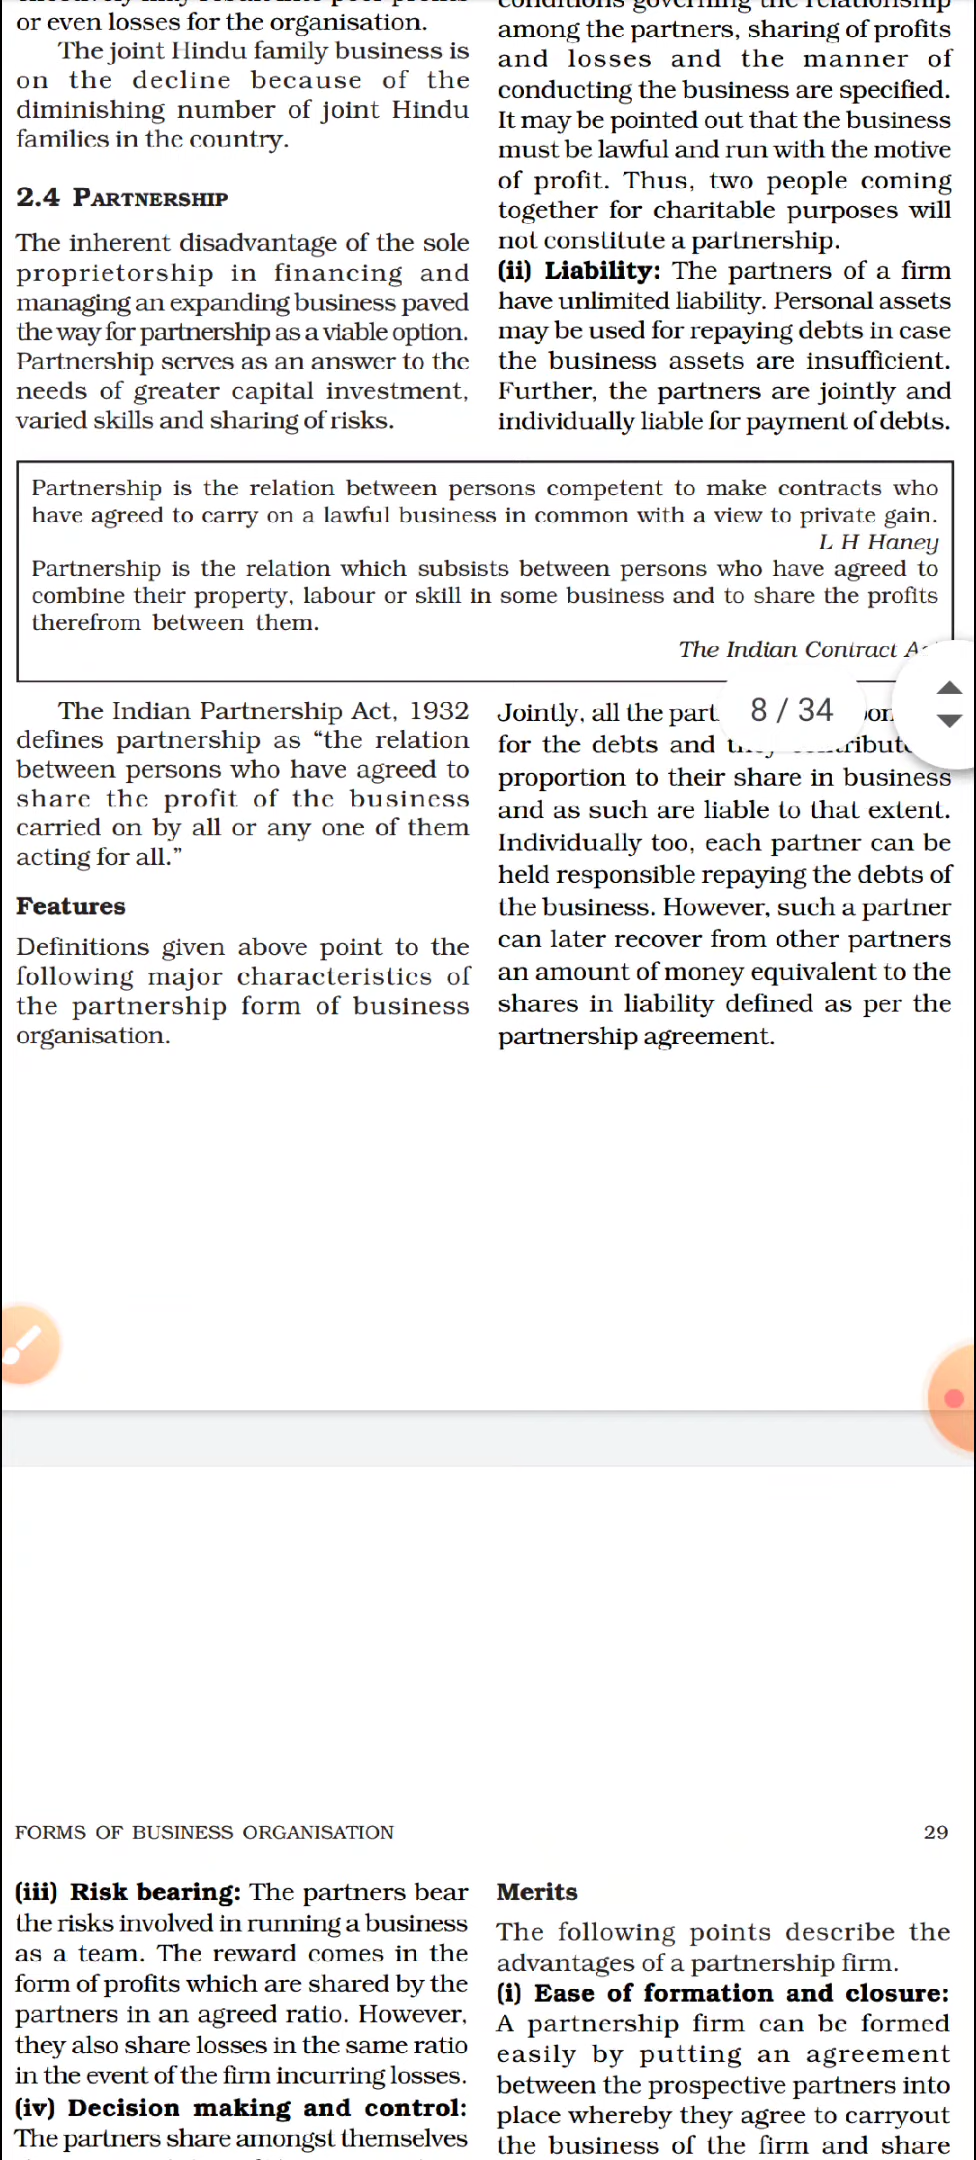 or even losses for the organisation.
The joint Hindu family business is
on the decline because of the
diminishing number of joint Hindu
families in the country.
2.4 PARTNERSHIP
The inherent disadvantage of the sole
proprietorship in financing and
managing an expanding business paved
the way for partnership as a viable option.
Partnership serves as an answer to the
needs of greater capital investment,
varied skills and sharing of risks.
conditions governing the relationship
among the partners, sharing of profits
and losses and the manner of
conducting the business are specified.
It may be pointed out that the business
must be lawful and run with the motive
of profit. Thus, two people coming
together for charitable purposes will
not constitute a partnership.
(ii) Liability: The partners of a firm
have unlimited liability. Personal assets
may be used for repaying debts in case
the business assets are insufficient.
Further, the partners are jointly and
individually liable for payment of debts.
Partnership is the relation between persons competent to make contracts who
have agreed to carry on a lawful business in common with a view to private gain.
L H Haney
Partnership is the relation which subsists between persons who have agreed to
combine their property, labour or skill in some business and to share the profits
therefrom between them.
The Indian Contract
The Indian Partnership Act, 1932
defines partnership as “the relation
between persons who have agreed to
share the profit of the business
carried on by all or any one of them
acting for all.”
Features
Definitions given above point to the
following major characteristics of
the partnership form of business
organisation.
Jointly, all the
8 / 34
for the debts and
proportion to their share in business
and as such are liable to that extent.
Individually too, each partner can be
held responsible repaying the debts of
the business. However, such a partner
can later recover from other partners
an amount of money equivalent to the
shares in liability defined as per the
partnership agreement.
FORMS OF BUSINESS ORGANISATION
29
(iii) Risk bearing: The partners bear
the risks involved in running a business
as a team. The reward comes in the
form of profits which are shared by the
partners in an agreed ratio. However,
they also share losses in the same ratio
in the event of the firm incurring losses.
(iv) Decision making and control:
The partners share amongst themselves
Merits
The following points describe the
advantages of a partnership firm.
(i) Ease of formation and closure:
A partnership firm can be formed
easily by putting an agreement
between the prospective partners into
place whereby they agree to carryout
the business of the firm and share